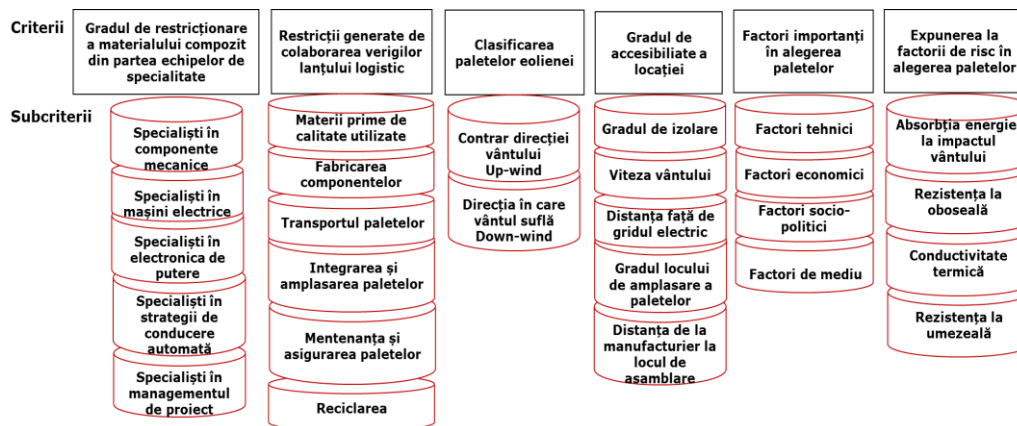 Criterii
Gradul de restricționare
a materialului compozit
din partea echipelor de
specialitate
Restricții generate de
colaborarea verigilor
lanțului logistic
Clasificarea
paletelor eolienei
Gradul de
accesibiliate a
locației
Factori importanți
în alegerea
paletelor
Expunerea la
factorii de risc în
alegerea paletelor
Subcriterii
Specialiști în
componente
mecanice
Specialiști în
mașini electrice
Specialiști în
electronica de
putere
Specialiști în
strategii de
conducere
automată
Specialiști în
managementul
de proiect
Materii prime de
calitate utilizate
Fabricarea
componentelor
Transportul paletelor
Integrarea și
amplasarea paletelor
Mentenanța și
asigurarea paletelor
Reciclarea
Contrar direcției
vântului
Up-wind
Direcția în care
vântul suflă
Down-wind
Gradul de izolare
Viteza vântului
Distanța față de
gridul electric
Gradul locului
de amplasare a
paletelor
Distanța de la
manufacturier la
locul de
asamblare
Factori tehnici
Factori economici
Factori socio-
politici
Factori de mediu
Absorbția energiei
la impactul
vântului
Rezistența la
oboseală
Conductivitate
termică
Rezistența la
umezeală